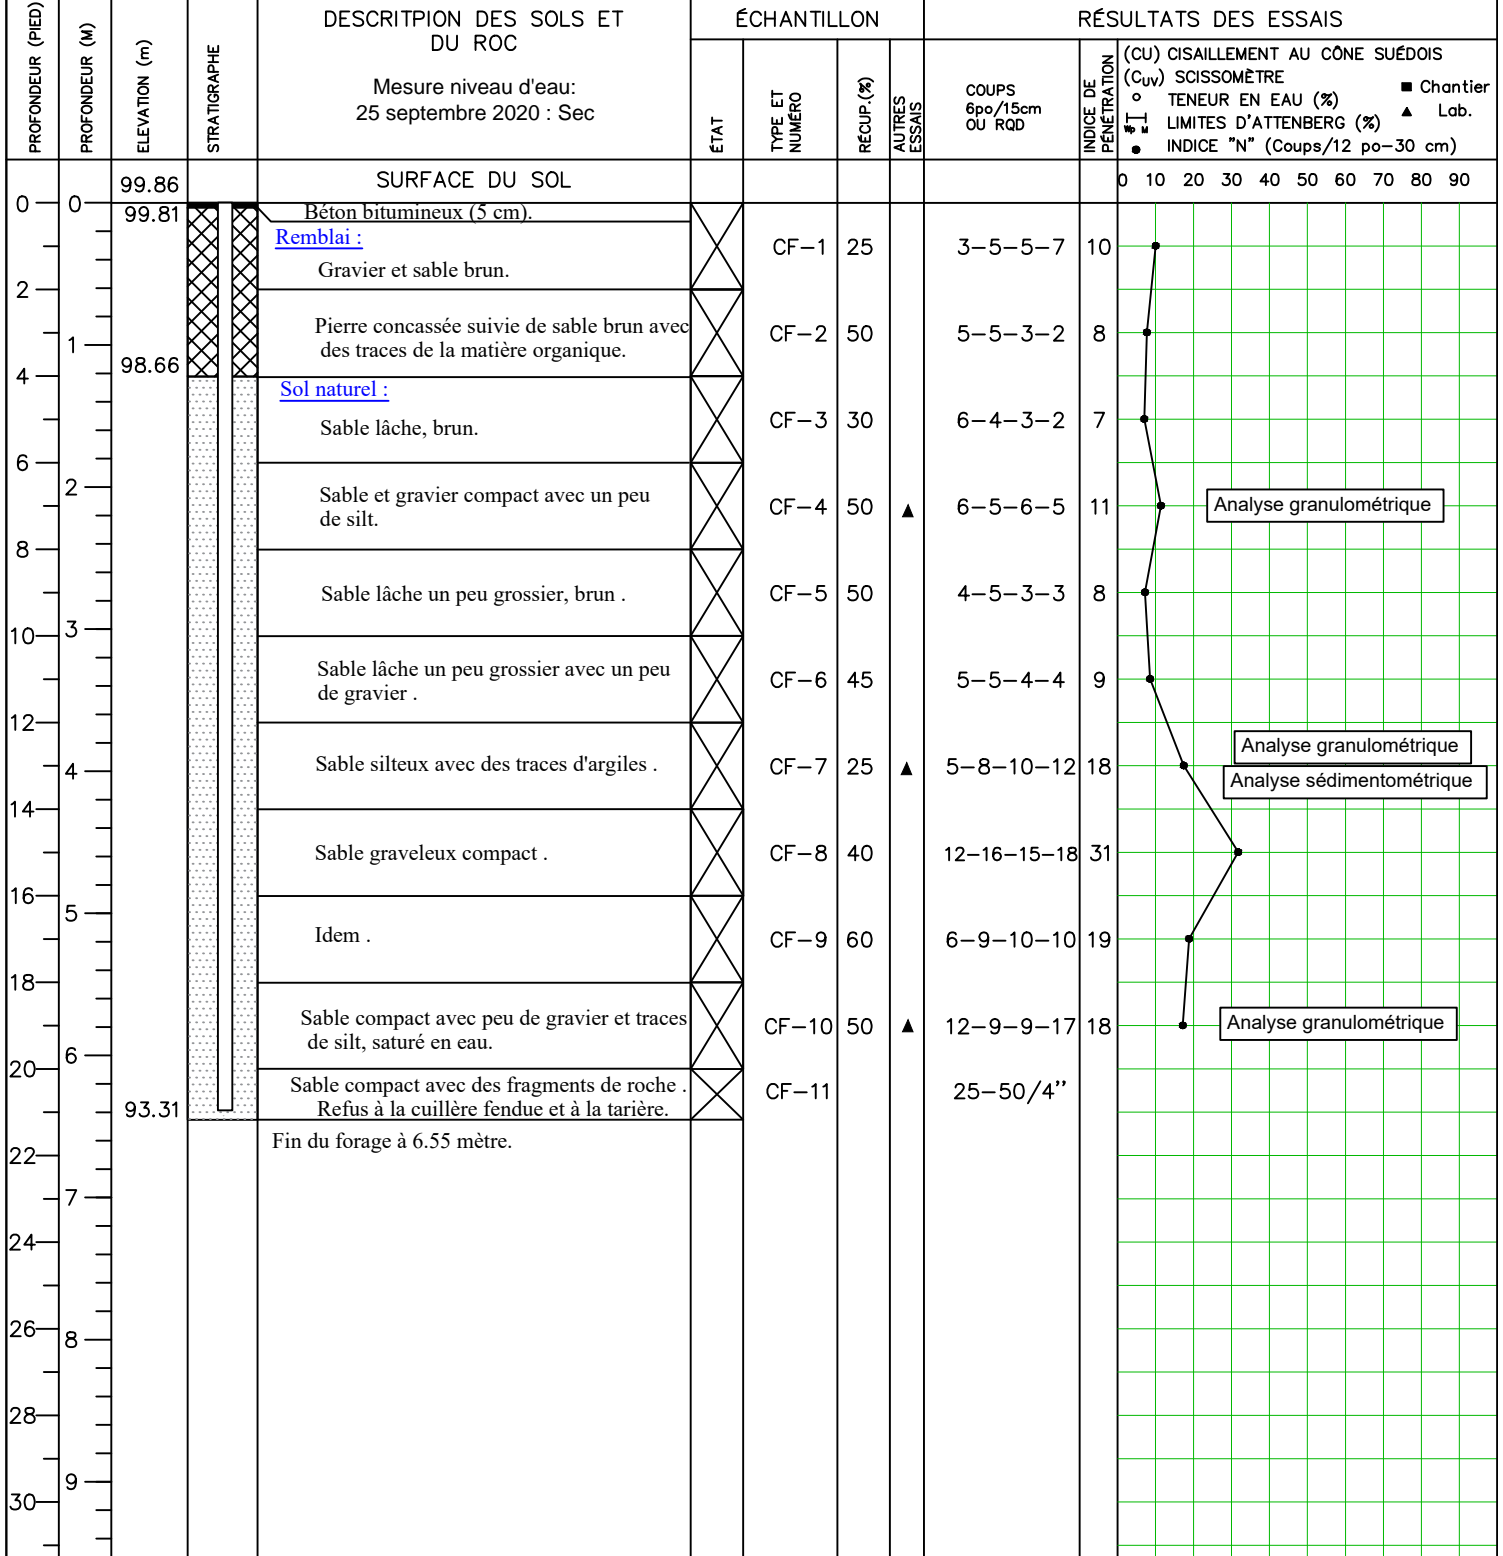 PROFONDEUR (PIED)
PROFONDEUR (M)
ELEVATION (m)
STRATIGRAPHE
DESCRITPION DES SOLS ET
DU ROC
Mesure niveau d'eau:
25 septembre 2020 : Sec
ÉCHANTILLON
ÉTAT
TYPE ET
NUMÉRO
RÉCUP.(%)
AUTRES
ESSAIS
RÉSULTATS DES ESSAIS
COUPS
6po/15cm
OU RQD
INDICE DE
PÉNÉTRATION
(CU) CISAILLEMENT AU CÔNE SUÉDOIS
(CUV) SCISSOMÈTRE
■ Chantier
TENEUR EN EAU (%)
▲ Lab.
LIMITES D'ATTENBERG (%)
INDICE "N" (Coups/12 po-30 cm)
99.86
SURFACE DU SOL
0 10 20 30 40 50 60 70 80 90
0 0
99.81
Béton bitumineux (5 cm).
Remblai :
Gravier et sable brun.
CF-1 25 3-5-5-7 10
2
Pierre concassée suivie de sable brun avec
des traces de la matière organique.
CF-2 50 5-5-3-2 8
1
98.66
4
Sol naturel :
Sable lâche, brun.
CF-3 30 6-4-3-2 7
6
2
Sable et gravier compact avec un peu
de silt.
CF-4 50 ▲ 6-5-6-5 11
Analyse granulométrique
8
Sable lâche un peu grossier, brun .
CF-5 50 4-5-3-3 8
10 3
Sable lâche un peu grossier avec un peu
de gravier .
CF-6 45 5-5-4-4 9
12
4
Sable silteux avec des traces d'argiles .
CF-7 25 ▲ 5-8-10-12 18
Analyse granulométrique
Analyse sédimentométrique
14
Sable graveleux compact .
CF-8 40 12-16-15-18 31
16
5
Idem .
CF-9 60 6-9-10-10 19
18
Sable compact avec peu de gravier et traces
de silt, saturé en eau.
CF-10 50 ▲ 12-9-9-17 18
Analyse granulométrique
6
20
Sable compact avec des fragments de roche .
Refus à la cuillère fendue et à la tarière.
CF-11 25-50/4"
93.31
Fin du forage à 6.55 mètre.
22
7
24
26
8
28
9
30